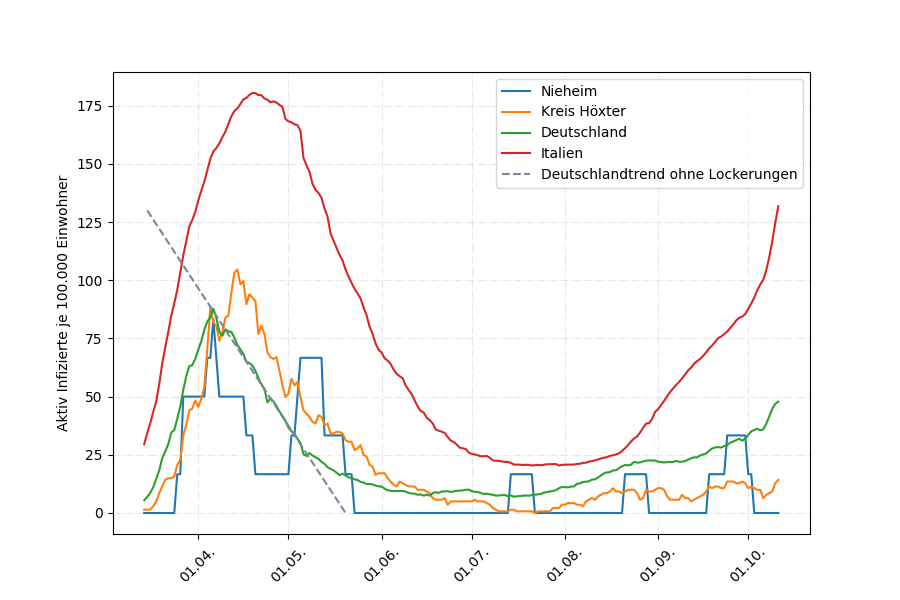 Nieheim
Kreis Höxter
Deutschland
Italien
Deutschlandtrend ohne Lockerungen
Aktiv Infizierte je 100.000 Einwohner
175
150
125
100
75
50
25
0
01.04.
01.05.
01.06.
01.07.
01.08.
01.09.
01.10.